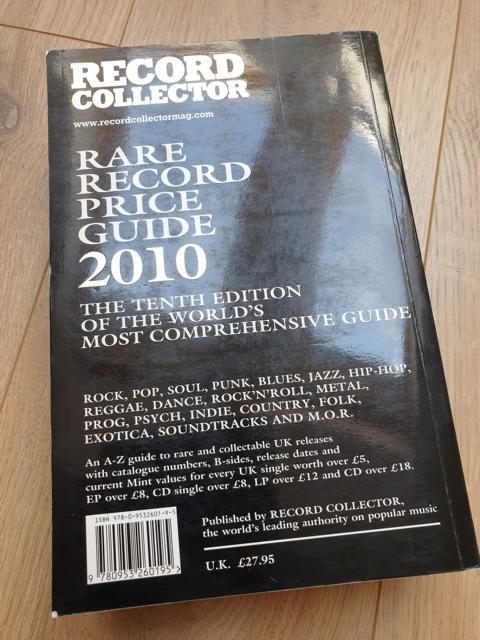 RECORD
COLLECTOR
www.recordcollectormag.com
RARE
RECORD
PRICE
GUIDE
2010
THE TENTH EDITION
OF THE WORLD'S
MOST COMPREHENSIVE GUIDE
ROCK, POP, SOUL, PUNK, BLUES, JAZZ, HIP-HOP,
REGGAE, DANCE, ROCK'N'ROLL, METAL,
PROG, PSYCH, INDIE, COUNTRY, FOLK,
EXOTICA, SOUNDTRACKS AND M.O.R.
An A-Z guide to rare and collectable UK releases
with catalogue numbers, B-sides, release dates and
current Mint values for every UK single worth over £5,
EP over £8, CD single over £8, LP over £12 and CD over £18.
ISBN 978-0-9532601-9-5
9 780953 260195 >
Published by RECORD COLLECTOR,
the world's leading authority on popular music
U.K. £27.95